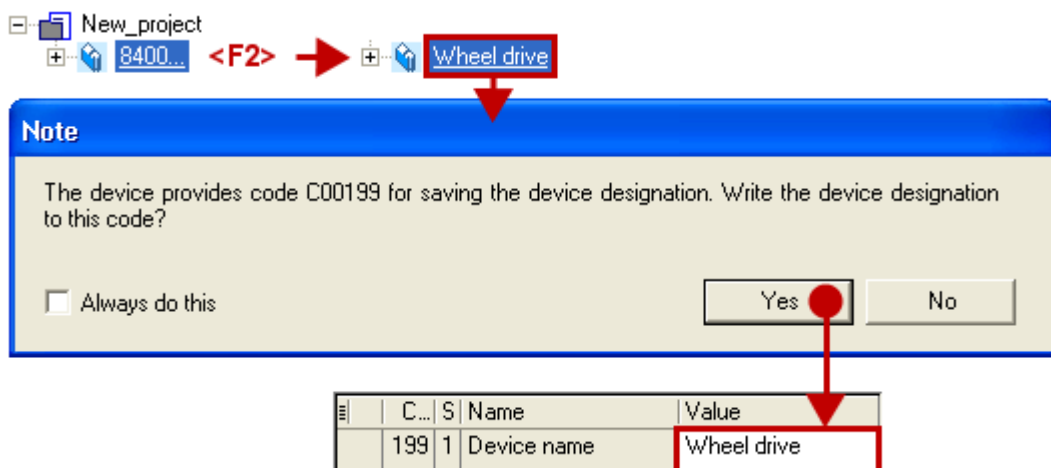 New_project
8400... <F2> Wheel drive
Note
The device provides code C00199 for saving the device designation. Write the device designation
to this code?
Always do this Yes No
C... S Name Value
199 1 Device name Wheel drive